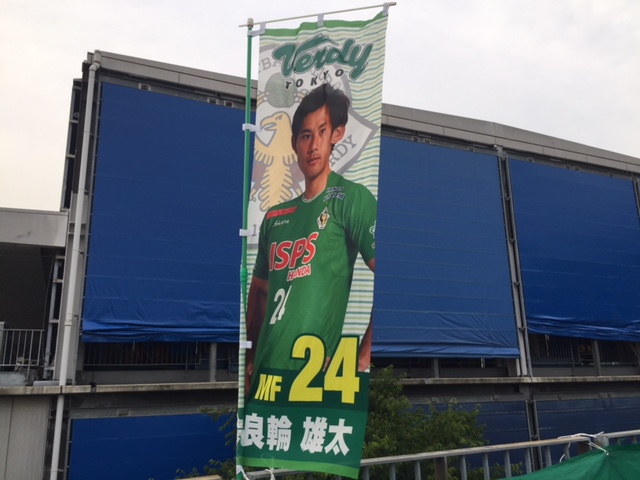 Verdy
TOKYO
ISPS
HANDA
24
MF 24
良輪 雄太